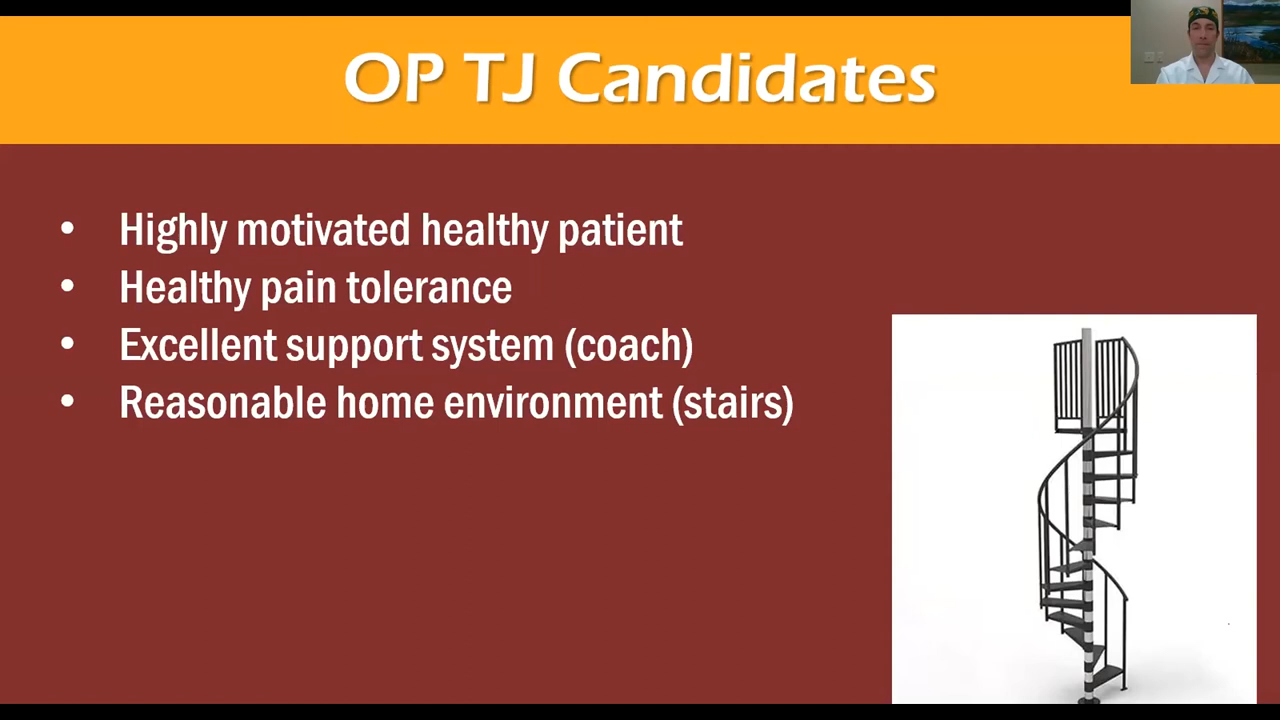 OP TJ Candidates
• Highly motivated healthy patient
• Healthy pain tolerance
• Excellent support system (coach)
• Reasonable home environment (stairs)